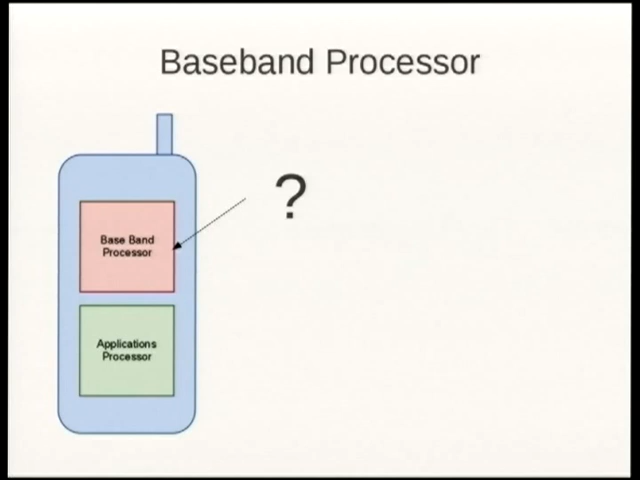 Baseband Processor
?
Base Band
Processor
Applications
Processor